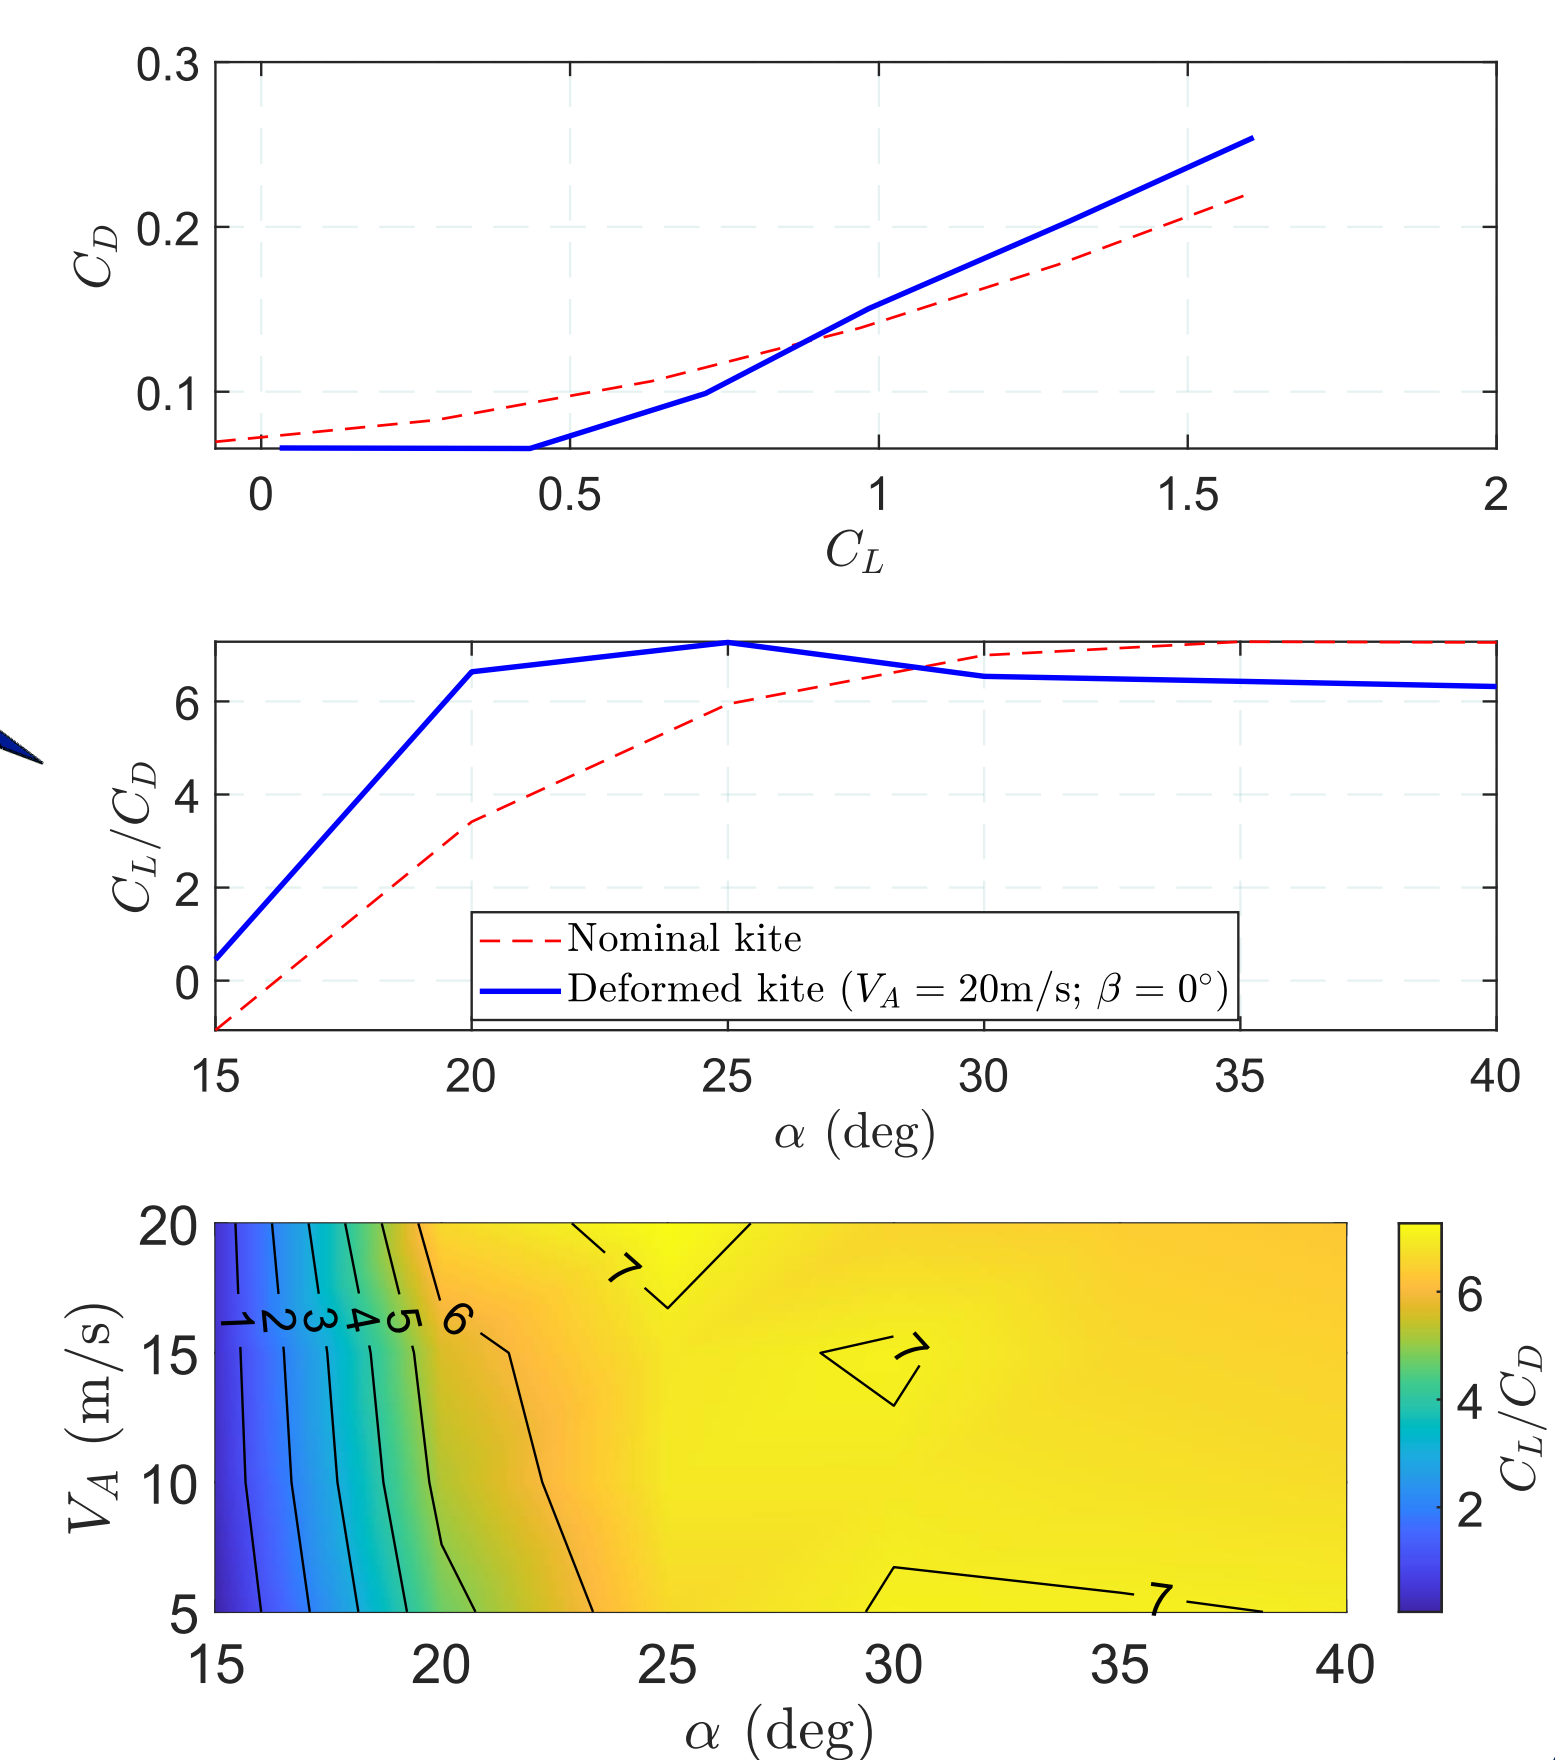 0.3
0.2
0.1
C_D
0 0.5 1 1.5 2
C_L
6
4
2
0
C_L/C_D
Nominal kite
Deformed kite (V_A = 20m/s; β = 0°)
15 20 25 30 35 40
α (deg)
20
15
10
5
V_A (m/s)
1 2 3 4 5 6 7
7
7
15 20 25 30 35 40
α (deg)
6
4
2
C_L/C_D